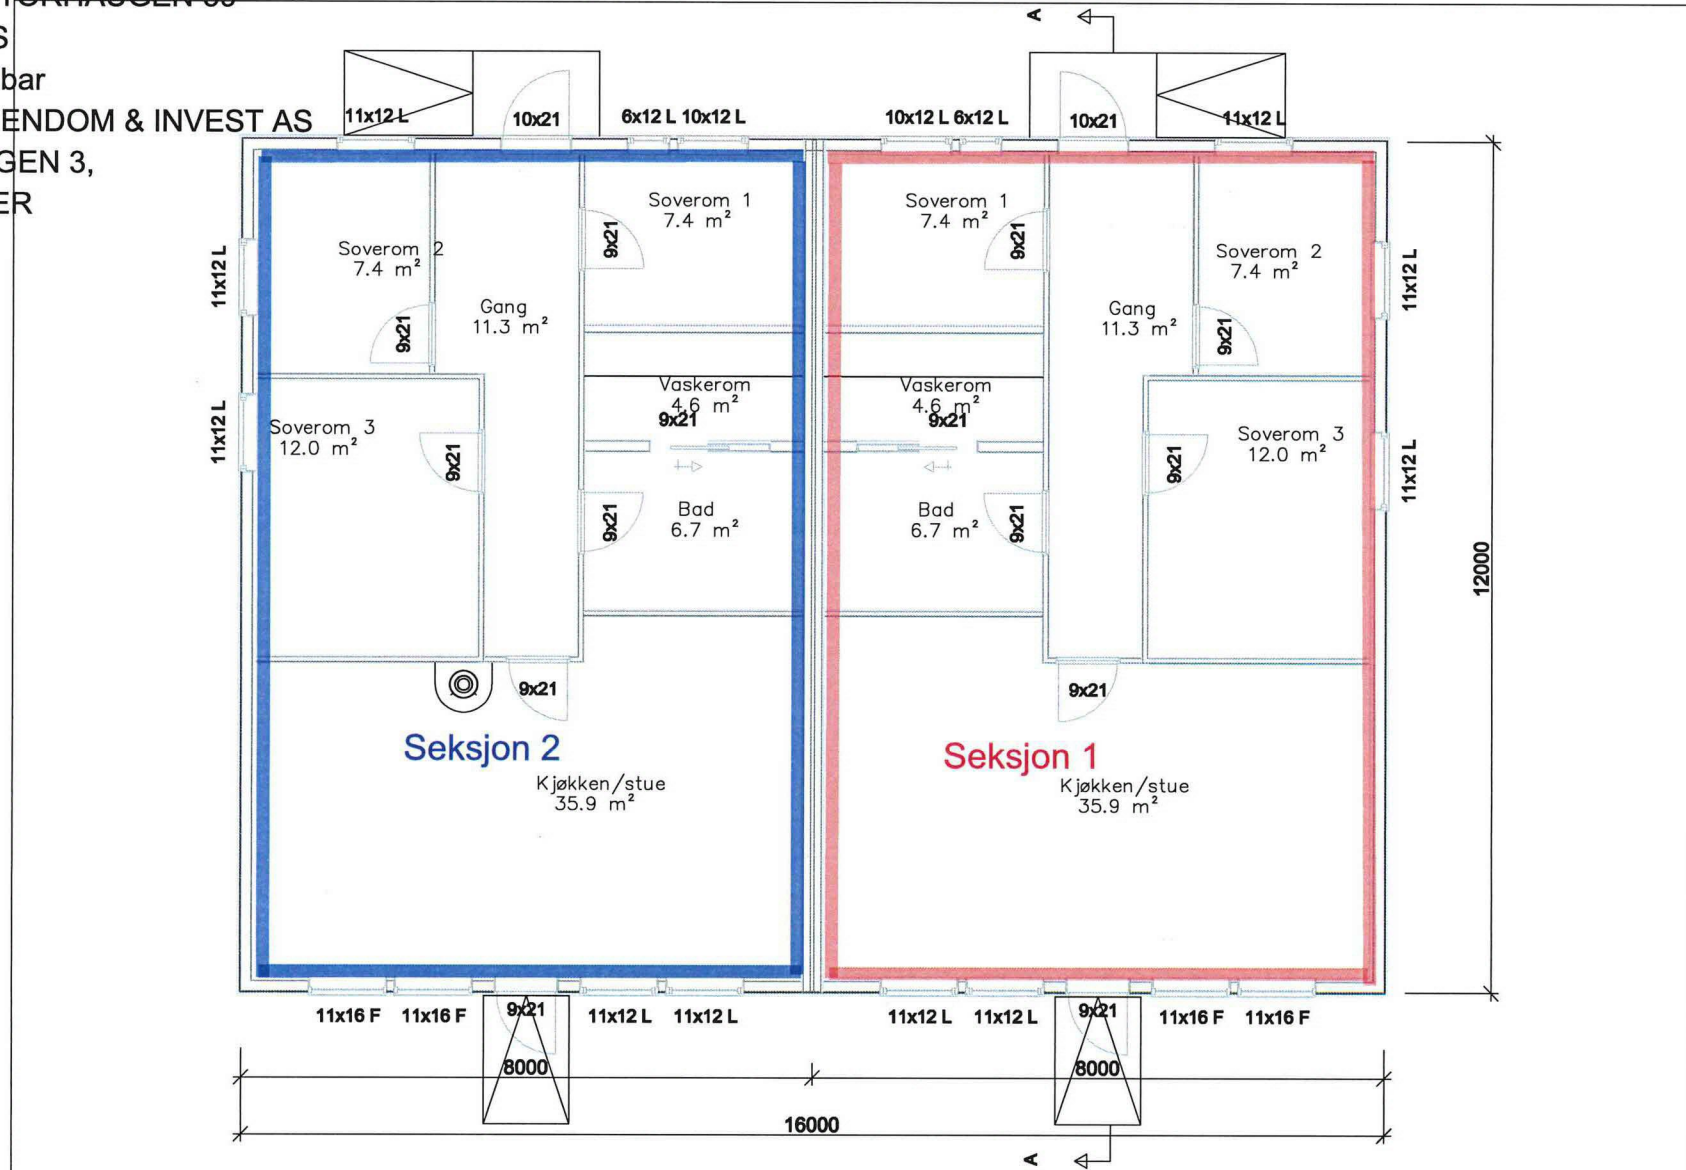 S
bar
ENDOM & INVEST AS
GEN 3,
ER
A
11x12 L
10x21
6x12 L 10x12 L
10x12 L 6x12 L
10x21
11x12 L
Soverom 1
7.4 m²
Soverom 1
7.4 m²
Soverom 2
7.4 m²
Soverom 2
7.4 m²
9x21
9x21
11x12 L
11x12 L
Gang
11.3 m²
Gang
11.3 m²
9x21
9x21
Vaskerom
4.6 m²
9x21
Vaskerom
4.6 m²
9x21
11x12 L
Soverom 3
12.0 m²
9x21
Soverom 3
12.0 m²
9x21
11x12 L
Bad
6.7 m²
9x21
Bad
6.7 m²
9x21
12000
9x21
9x21
Seksjon 2
Seksjon 1
Kjøkken/stue
35.9 m²
Kjøkken/stue
35.9 m²
11x16 F
11x16 F
9x21
11x12 L
11x12 L
11x12 L
11x12 L
9x21
11x16 F
11x16 F
8000
8000
16000
A